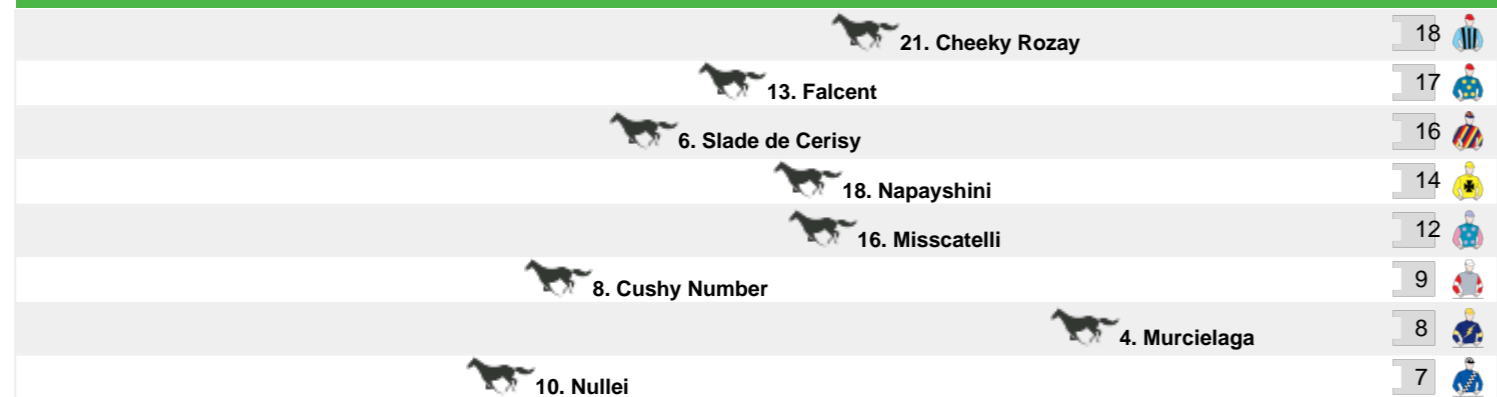 21. Cheeky Rozay 18
13. Falcent 17
6. Slade de Cerisy 16
18. Napayshini 14
16. Misscatelli 12
8. Cushy Number 9
4. Murcielaga 8
10. Nullei 7